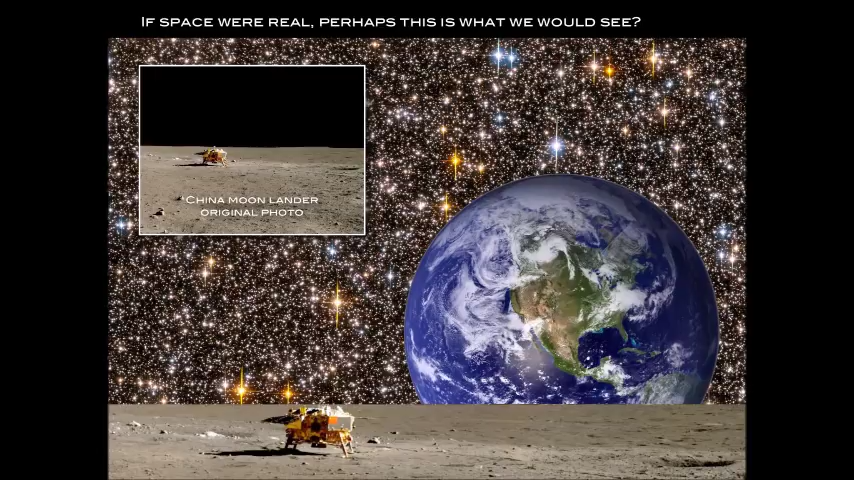 If space were real, perhaps this is what we would see?
*China moon lander
original photo